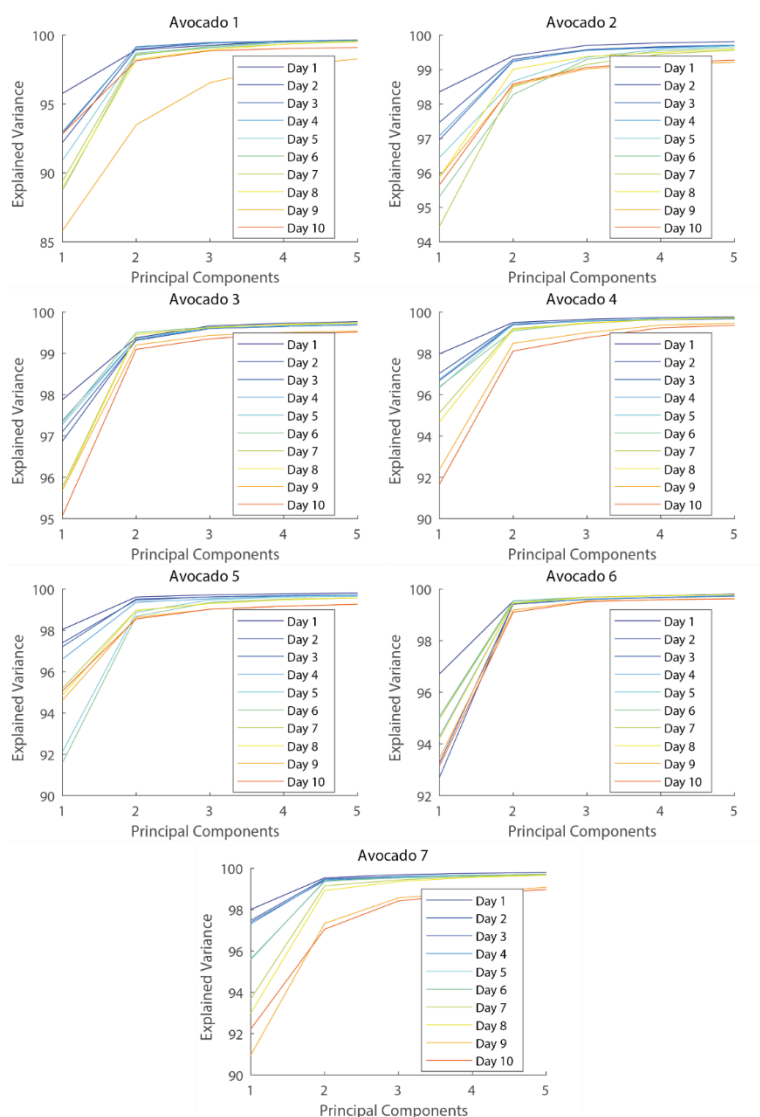 Avocado 1
100
95
90
85
Explained Variance
1 2 3 4 5
Principal Components
Day 1
Day 2
Day 3
Day 4
Day 5
Day 6
Day 7
Day 8
Day 9
Day 10
Avocado 2
100
99
98
97
96
95
94
Explained Variance
1 2 3 4 5
Principal Components
Day 1
Day 2
Day 3
Day 4
Day 5
Day 6
Day 7
Day 8
Day 9
Day 10
Avocado 3
100
99
98
97
96
95
Explained Variance
1 2 3 4 5
Principal Components
Day 1
Day 2
Day 3
Day 4
Day 5
Day 6
Day 7
Day 8
Day 9
Day 10
Avocado 4
100
98
96
94
92
90
Explained Variance
1 2 3 4 5
Principal Components
Day 1
Day 2
Day 3
Day 4
Day 5
Day 6
Day 7
Day 8
Day 9
Day 10
Avocado 5
100
98
96
94
92
90
Explained Variance
1 2 3 4 5
Principal Components
Day 1
Day 2
Day 3
Day 4
Day 5
Day 6
Day 7
Day 8
Day 9
Day 10
Avocado 6
100
98
96
94
92
Explained Variance
1 2 3 4 5
Principal Components
Day 1
Day 2
Day 3
Day 4
Day 5
Day 6
Day 7
Day 8
Day 9
Day 10
Avocado 7
100
98
96
94
92
90
Explained Variance
1 2 3 4 5
Principal Components
Day 1
Day 2
Day 3
Day 4
Day 5
Day 6
Day 7
Day 8
Day 9
Day 10